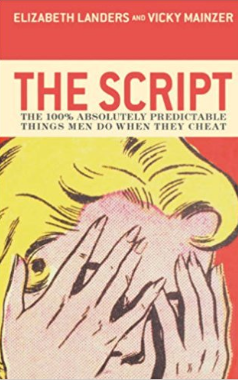 ELIZABETH LANDERS AND VICKY MAINZER
THE SCRIPT
THE 100% ABSOLUTELY PREDICTABLE
THINGS MEN DO WHEN THEY CHEAT